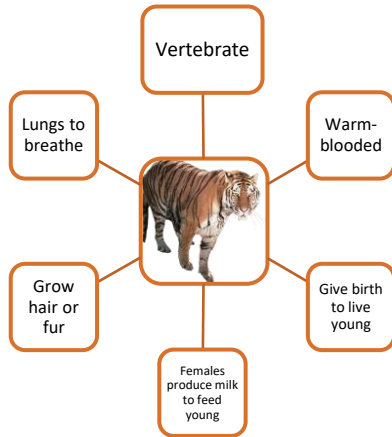 Vertebrate
Lungs to
breathe
Warm-
blooded
Grow
hair or
fur
Give birth
to live
young
Females
produce milk
to feed
young